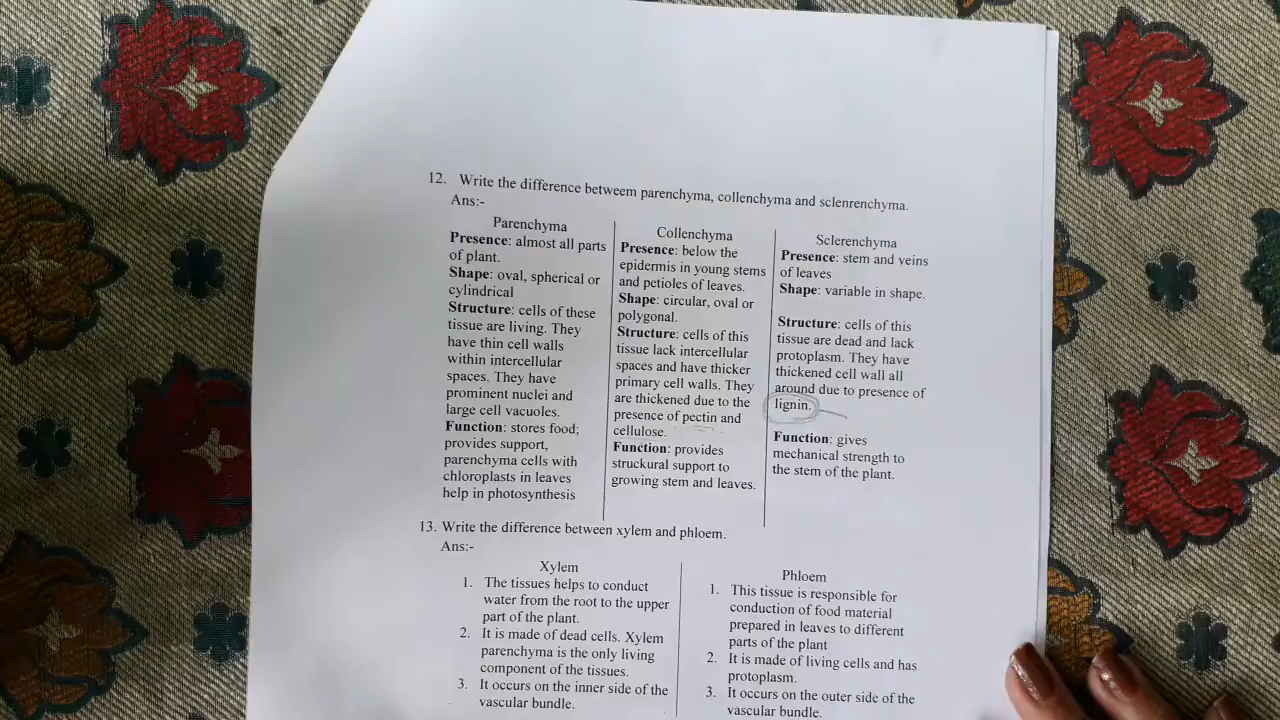 12. Write the difference betweem parenchyma, collenchyma and sclenrenchyma.
Ans:-
Parenchyma
Presence: almost all parts
of plant.
Shape: oval, spherical or
cylindrical
Structure: cells of these
tissue are living. They
have thin cell walls
within intercellular
spaces. They have
prominent nuclei and
large cell vacuoles.
Function: stores food;
provides support,
parenchyma cells with
chloroplasts in leaves
help in photosynthesis
Collenchyma
Presence: below the
epidermis in young stems
and petioles of leaves.
Shape: circular, oval or
polygonal.
Structure: cells of this
tissue lack intercellular
spaces and have thicker
primary cell walls. They
are thickened due to the
presence of pectin and
cellulose.
Function: provides
struckural support to
growing stem and leaves.
Sclerenchyma
Presence: stem and veins
of leaves
Shape: variable in shape.
Structure: cells of this
tissue are dead and lack
protoplasm. They have
thickened cell wall all
around due to presence of
lignin.
Function: gives
mechanical strength to
the stem of the plant.
13. Write the difference between xylem and phloem.
Ans:-
Xylem
1. The tissues helps to conduct
water from the root to the upper
part of the plant.
2. It is made of dead cells. Xylem
parenchyma is the only living
component of the tissues.
3. It occurs on the inner side of the
vascular bundle.
Phloem
1. This tissue is responsible for
conduction of food material
prepared in leaves to different
parts of the plant
2. It is made of living cells and has
protoplasm.
3. It occurs on the outer side of the
vascular bundle.